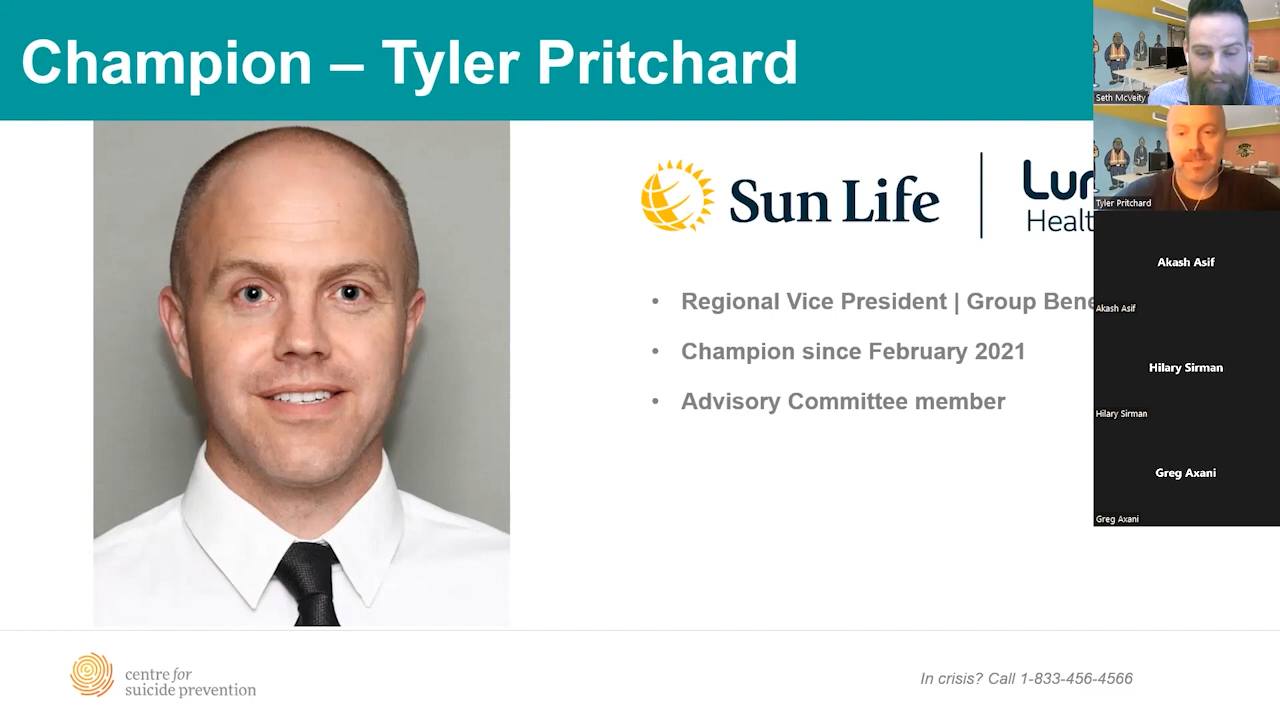 Champion – Tyler Pritchard
Sun Life
Health
• Regional Vice President | Group
• Champion since February 2021
• Advisory Committee member
Seth McVeity
Tyler Pritchard
Akash Asif
Akash Asif
Hilary Sirman
Hilary Sirman
Greg Axani
Greg Axani
centre for
suicide prevention
In crisis? Call 1-833-456-4566